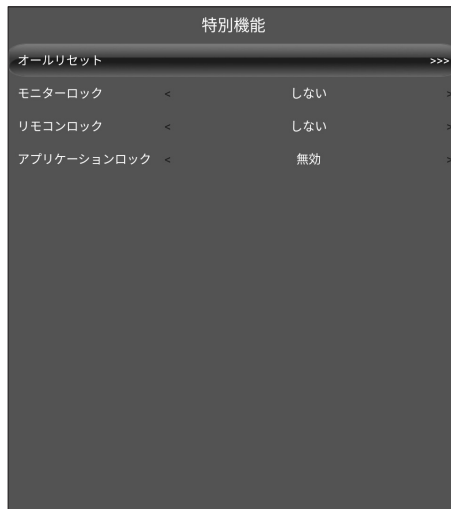 特別機能
オールリセット >>>
モニターロック < しない >
リモコンロック < しない >
アプリケーションロック < 無効 >